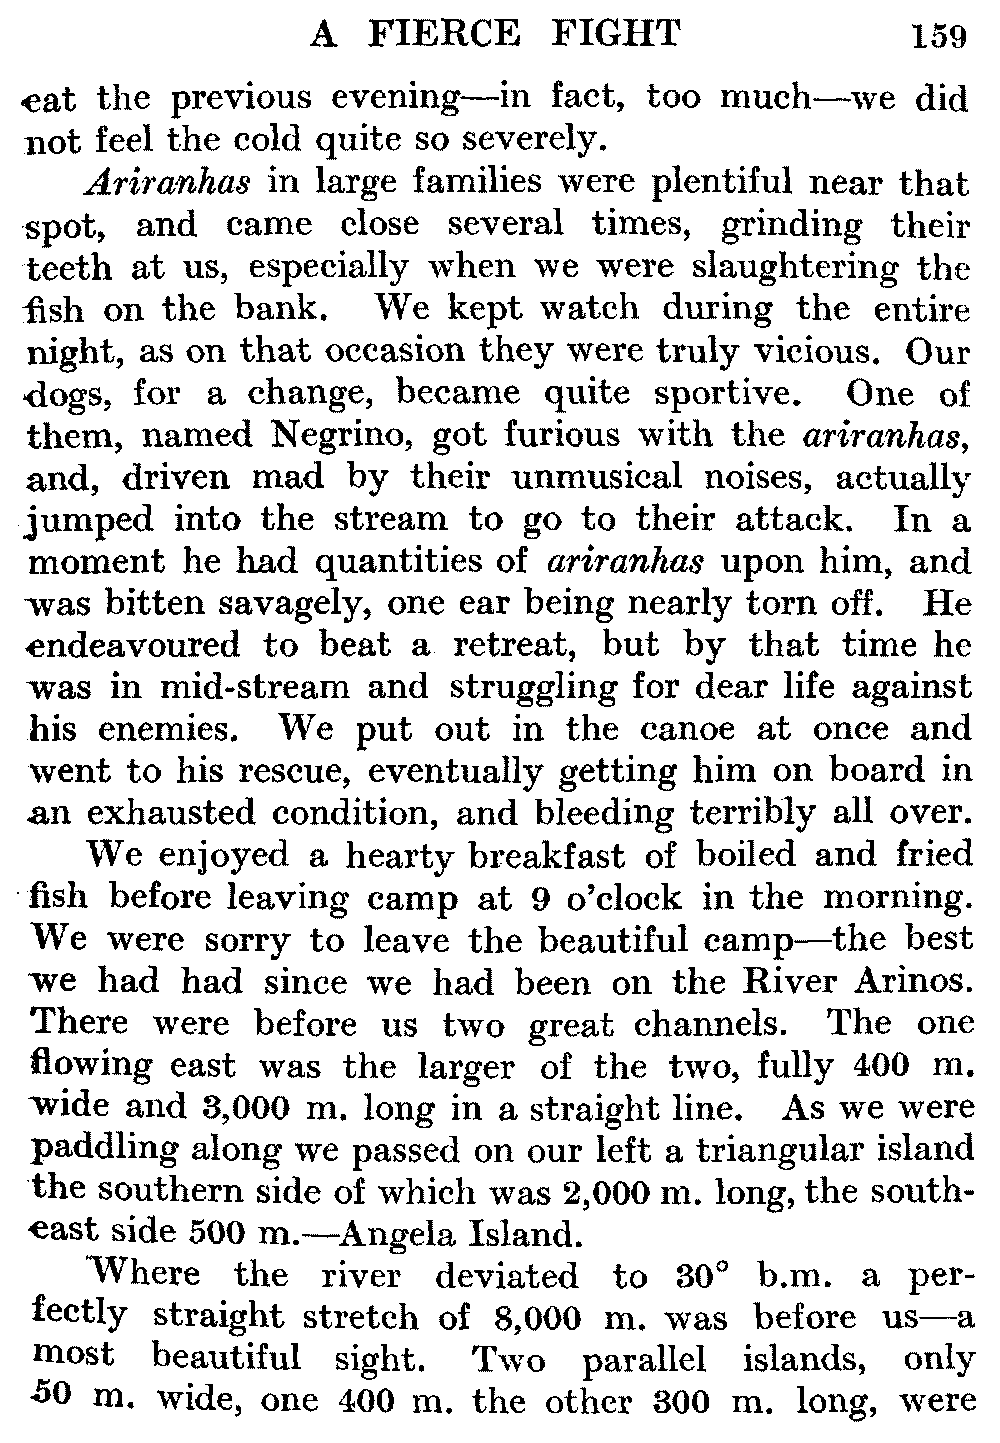 A FIERCE FIGHT 159
eat the previous evening—in fact, too much—we did
not feel the cold quite so severely.
Ariranhas in large families were plentiful near that
spot, and came close several times, grinding their
teeth at us, especially when we were slaughtering the
fish on the bank. We kept watch during the entire
night, as on that occasion they were truly vicious. Our
dogs, for a change, became quite sportive. One of
them, named Negrino, got furious with the ariranhas,
and, driven mad by their unmusical noises, actually
jumped into the stream to go to their attack. In a
moment he had quantities of ariranhas upon him, and
was bitten savagely, one ear being nearly torn off. He
endeavoured to beat a retreat, but by that time he
was in mid-stream and struggling for dear life against
his enemies. We put out in the canoe at once and
went to his rescue, eventually getting him on board in
an exhausted condition, and bleeding terribly all over.
We enjoyed a hearty breakfast of boiled and fried
fish before leaving camp at 9 o'clock in the morning.
We were sorry to leave the beautiful camp—the best
we had had since we had been on the River Arinos.
There were before us two great channels. The one
flowing east was the larger of the two, fully 400 m.
wide and 3,000 m. long in a straight line. As we were
paddling along we passed on our left a triangular island
the southern side of which was 2,000 m. long, the south-
east side 500 m.—Angela Island.
Where the river deviated to 30° b.m. a per-
fectly straight stretch of 8,000 m. was before us—a
most beautiful sight. Two parallel islands, only
50 m. wide, one 400 m. the other 300 m. long, were